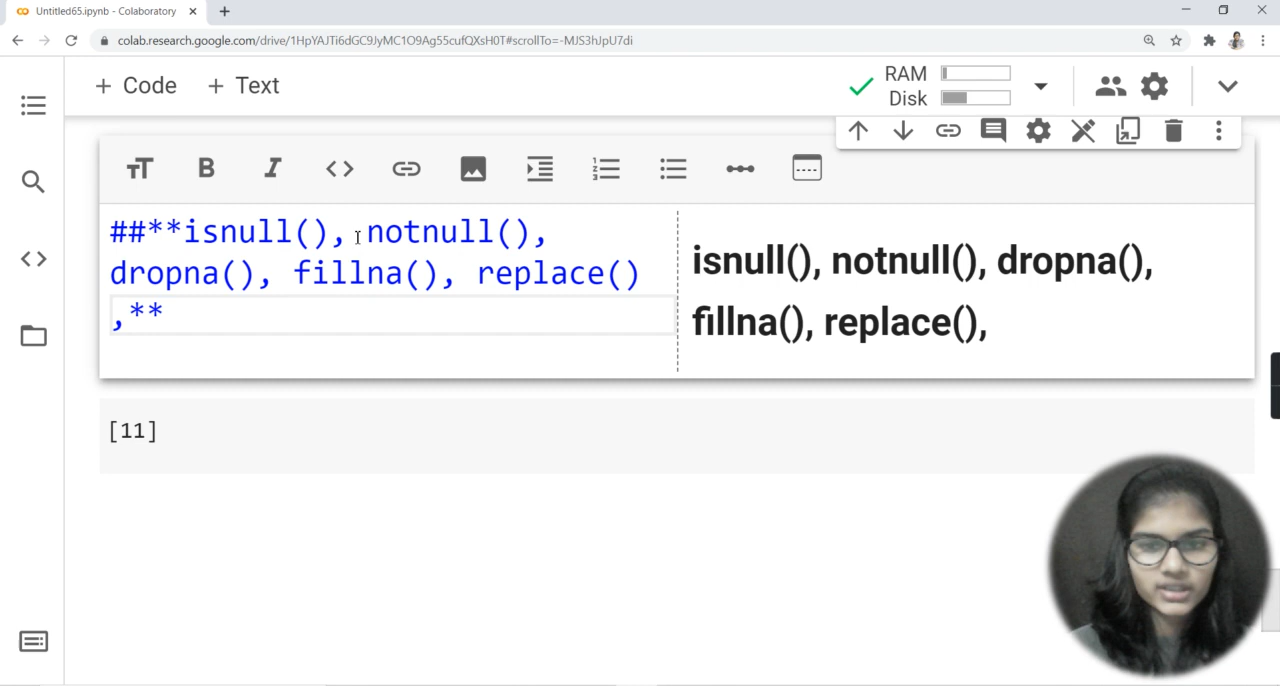 Untitled65.ipynb - Colaboratory
colab.research.google.com/drive/1HpYAJTi6dGC9JyMC1O9Ag55cufQXsH0T#scrollTo=-MJS3hJpU7di
+ Code + Text
RAM
Disk
##**isnull(), notnull(),
dropna(), fillna(), replace()
,**
isnull(), notnull(), dropna(),
fillna(), replace(),
[11]